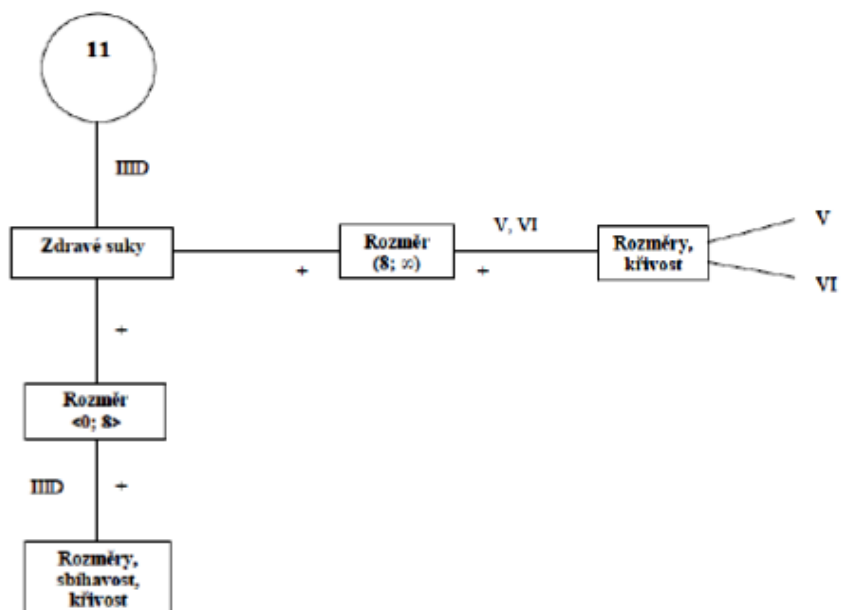 11
IIID
Zdravé suky
+
Rozměr
(8; ∞)
V, VI
+
Rozměry,
křivost
V
VI
+
Rozměr
<0; 8>
IIID
+
Rozměry,
sbíhavost,
křivost